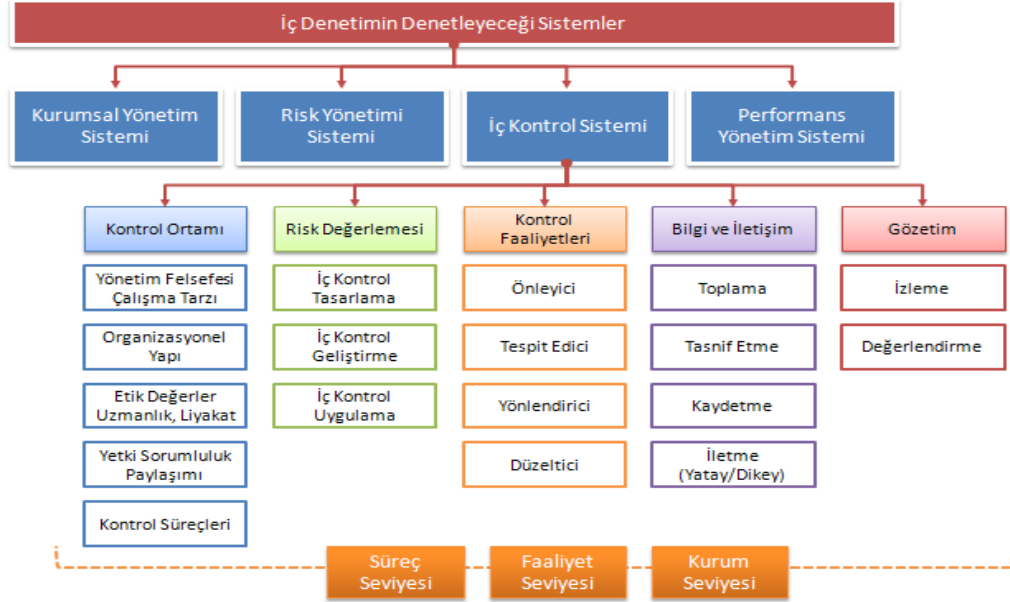 İç Denetimin Denetleyeceği Sistemler
Kurumsal Yönetim
Sistemi
Risk Yönetimi
Sistemi
İç Kontrol Sistemi
Performans
Yönetim Sistemi
Kontrol Ortamı
Yönetim Felsefesi
Çalışma Tarzı
Organizasyonel
Yapı
Etik Değerler
Uzmanlık, Liyakat
Yetki Sorumluluk
Paylaşımı
Kontrol Süreçleri
Risk Değerlemesi
İç Kontrol
Tasarlama
İç Kontrol
Geliştirme
İç Kontrol
Uygulama
Kontrol
Faaliyetleri
Önleyici
Tespit Edici
Yönlendirici
Düzeltici
Bilgi ve İletişim
Toplama
Tasnif Etme
Kaydetme
İletme
(Yatay/Dikey)
Gözetim
İzleme
Değerlendirme
Süreç
Seviyesi
Faaliyet
Seviyesi
Kurum
Seviyesi